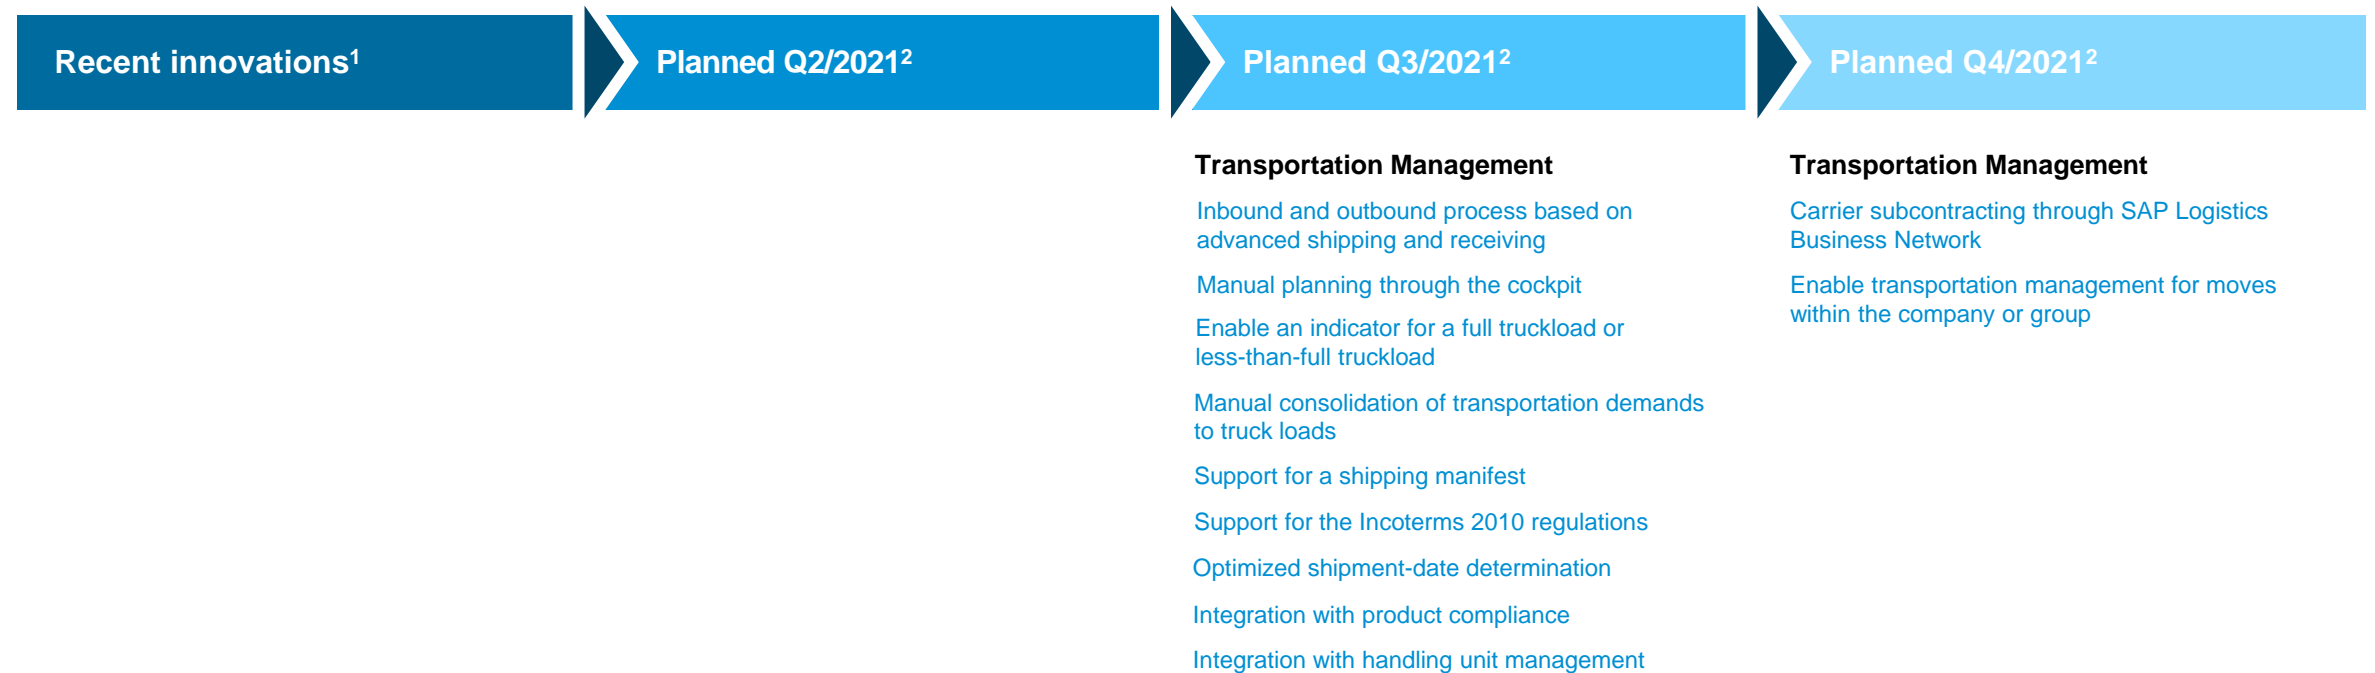 Recent innovations¹
Planned Q2/2021²
Planned Q3/2021²
Planned Q4/2021²
Transportation Management
Inbound and outbound process based on
advanced shipping and receiving
Manual planning through the cockpit
Enable an indicator for a full truckload or
less-than-full truckload
Manual consolidation of transportation demands
to truck loads
Support for a shipping manifest
Support for the Incoterms 2010 regulations
Optimized shipment-date determination
Integration with product compliance
Integration with handling unit management
Transportation Management
Carrier subcontracting through SAP Logistics
Business Network
Enable transportation management for moves
within the company or group